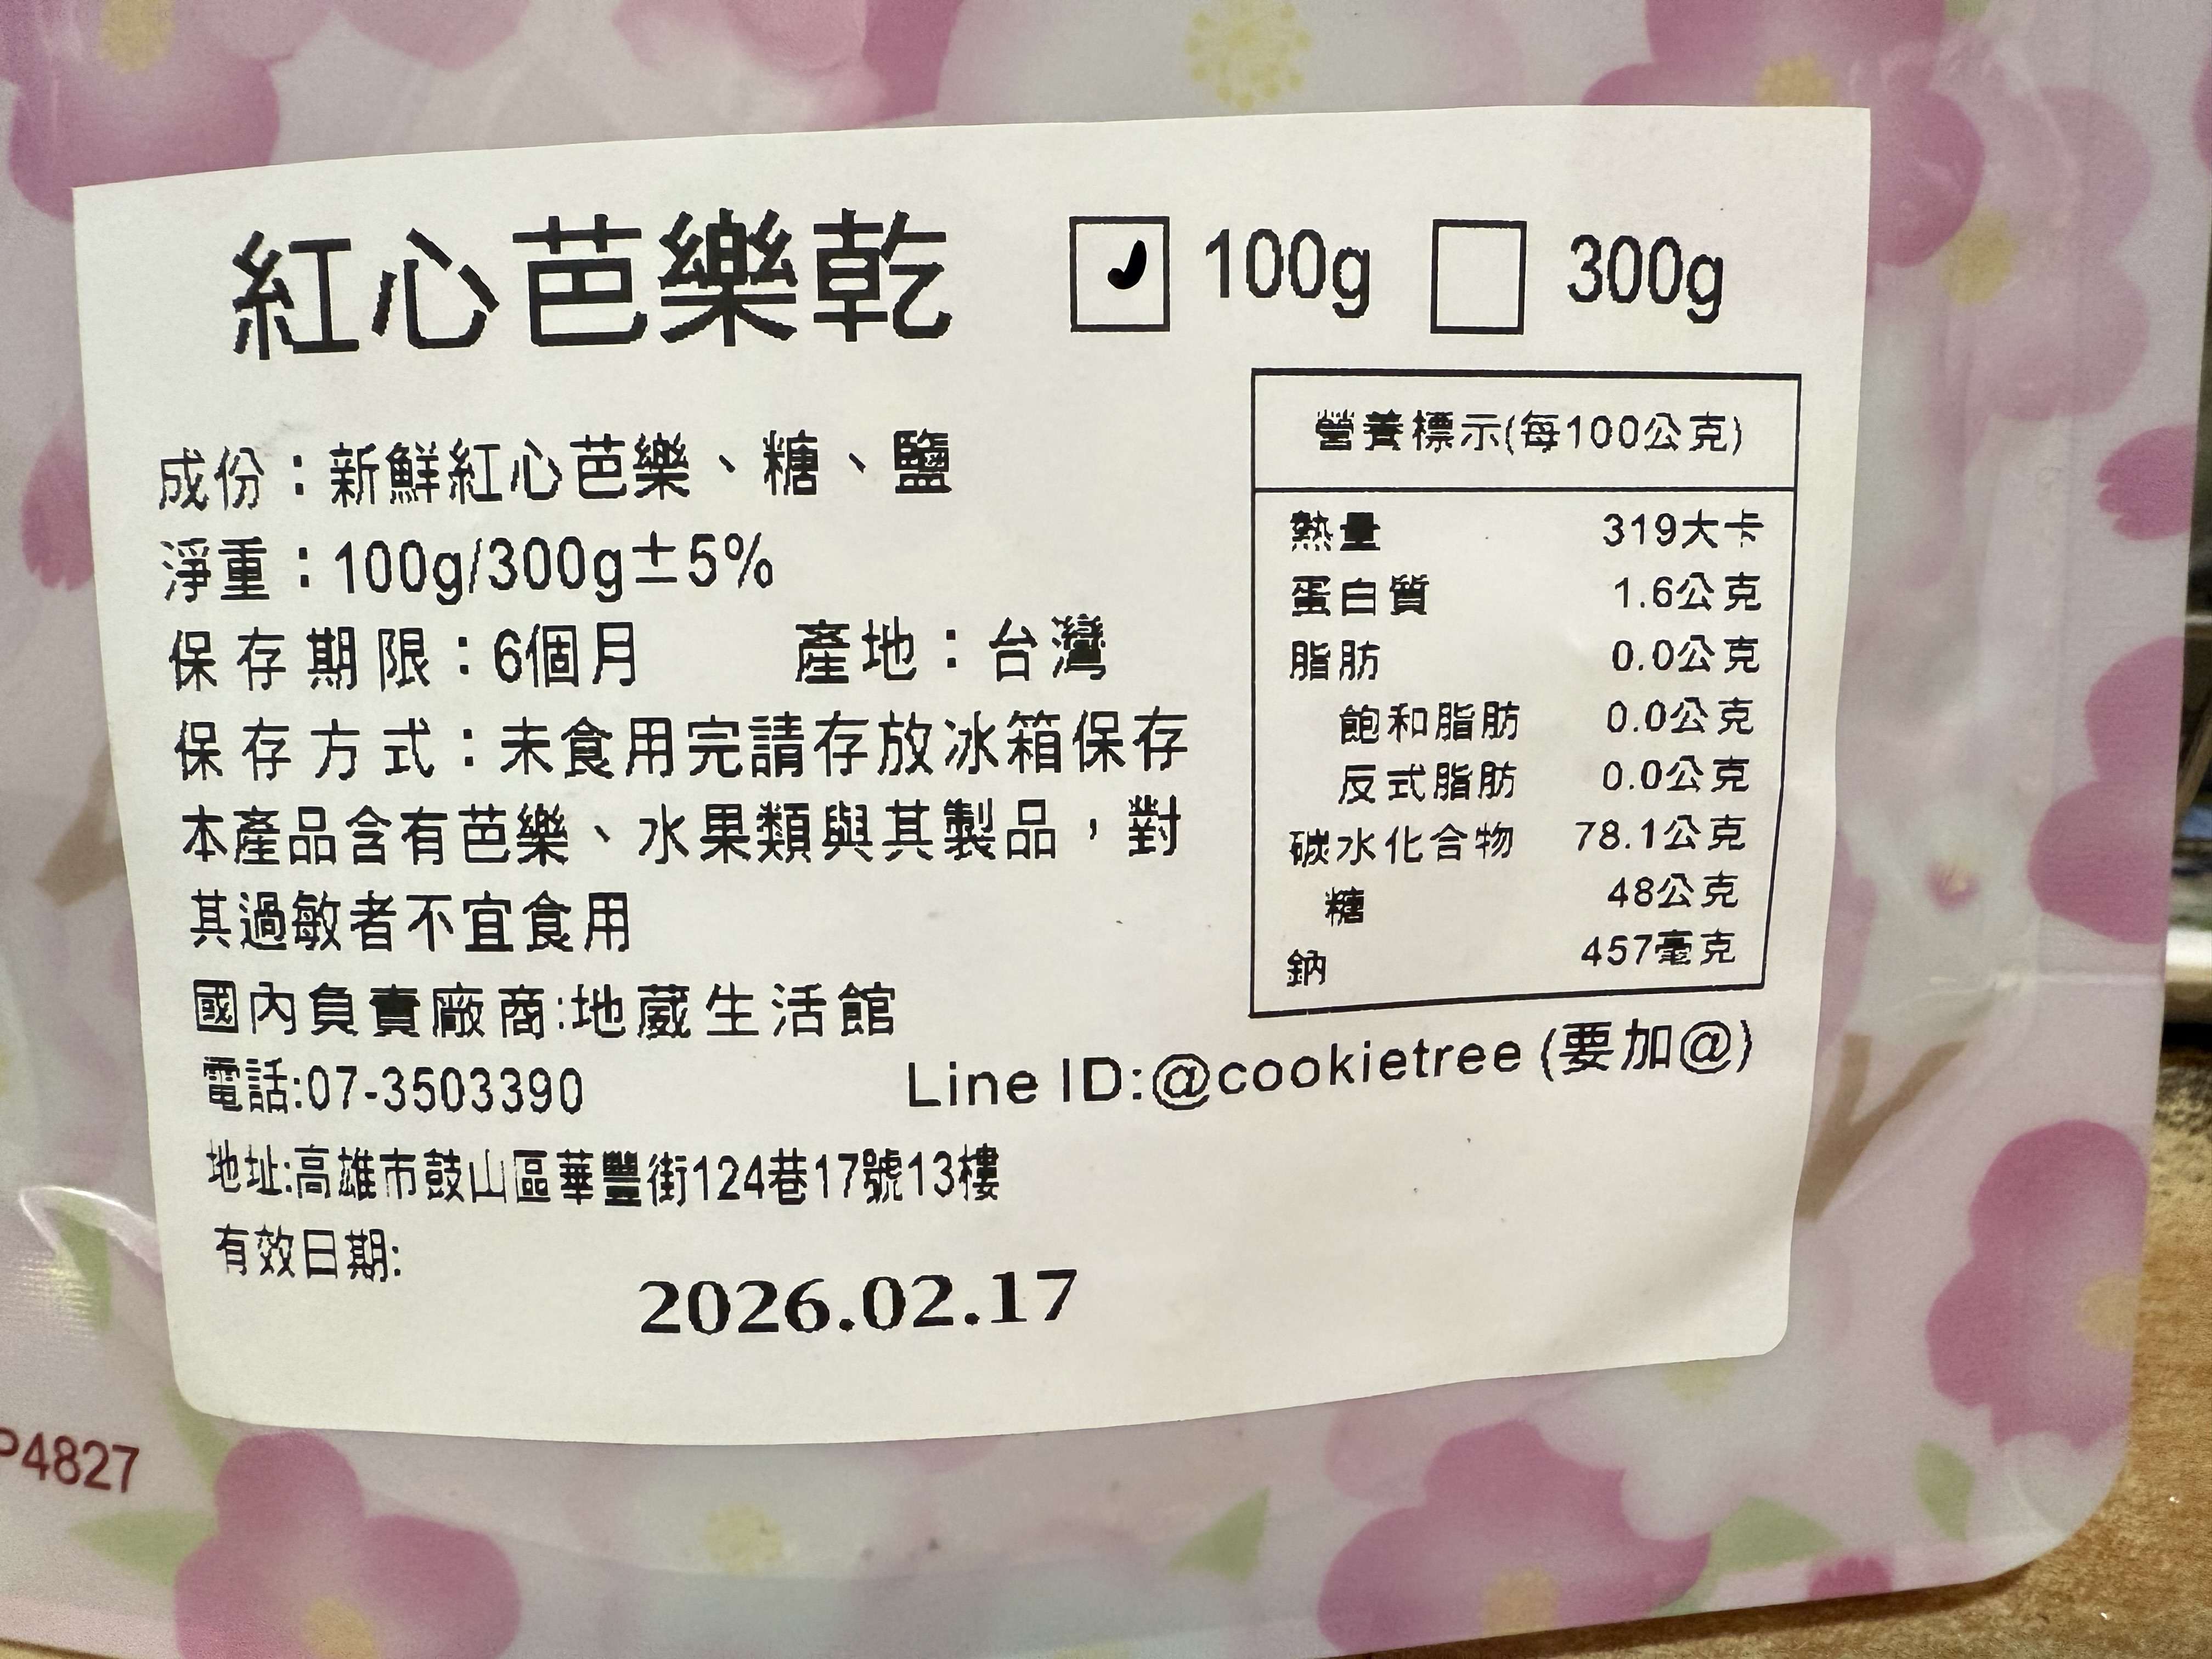 紅心芭樂乾 100g 300g
成份：新鮮紅心芭樂、糖、鹽
淨重：100g/300g±5%
保存期限：6個月 產地：台灣
保存方式：未食用完請存放冰箱保存
本產品含有芭樂、水果類與其製品，對
其過敏者不宜食用
國內負責廠商:地葳生活館
電話:07-3503390
Line ID:@cookietree (要加@)
地址:高雄市鼓山區華豐街124巷17號13樓
有效日期:
2026.02.17
營養標示(每100公克)
熱量 319大卡
蛋白質 1.6公克
脂肪 0.0公克
飽和脂肪 0.0公克
反式脂肪 0.0公克
碳水化合物 78.1公克
糖 48公克
鈉 457毫克
P4827